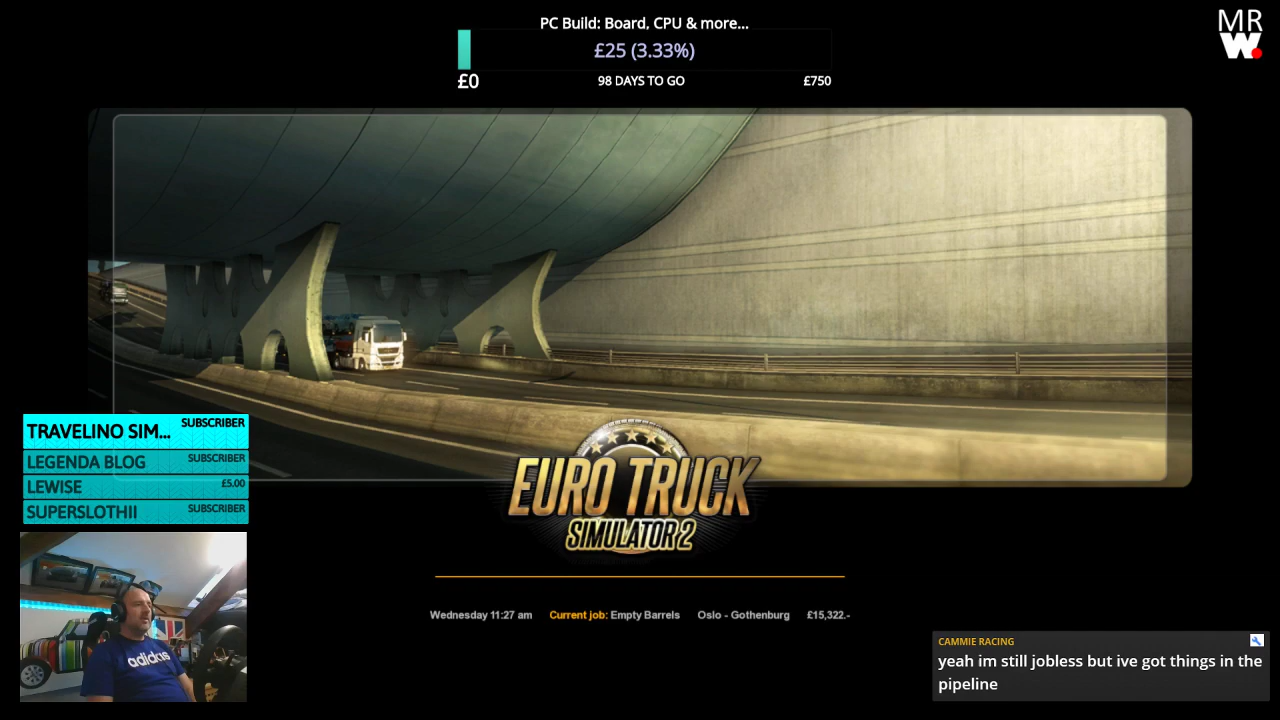 PC Build: Board, CPU & more...
£25 (3.33%)
£0 98 DAYS TO GO £750
MR
W.
TRAVELINO SIM... SUBSCRIBER
LEGENDA BLOG SUBSCRIBER
LEWISE £5.00
SUPERSLOTHII SUBSCRIBER
EURO TRUCK
SIMULATOR 2
adidas
Wednesday 11:27 am Current job: Empty Barrels Oslo - Gothenburg £15,322.-
CAMMIE RACING
yeah im still jobless but ive got things in the
pipeline